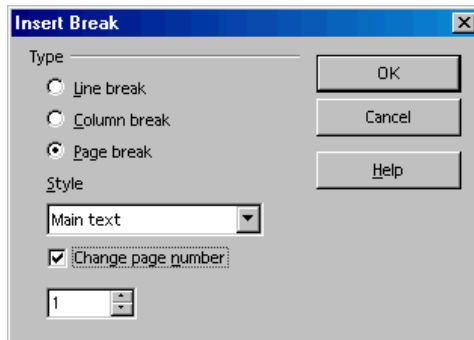 Insert Break
Type
Line break
Column break
Page break
Style
Main text
Change page number
1
OK
Cancel
Help